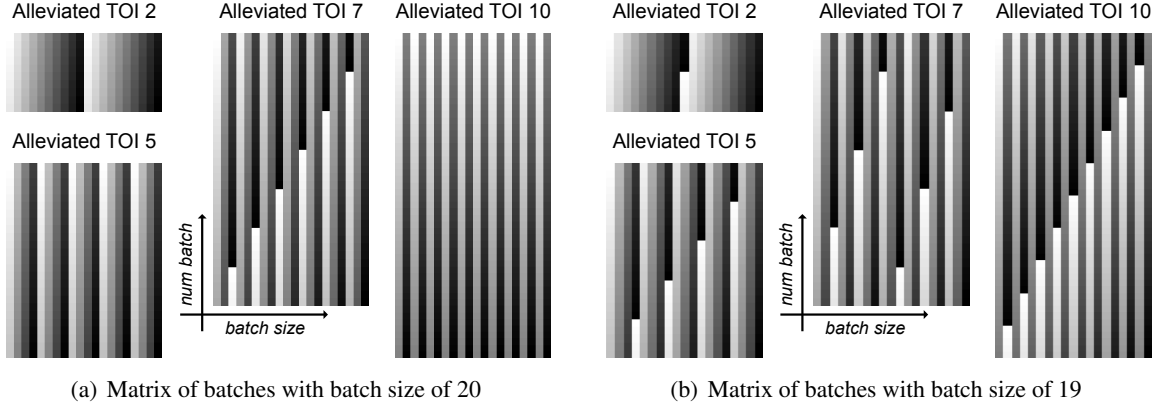 Alleviated TOI 2
Alleviated TOI 7
Alleviated TOI 10
Alleviated TOI 5
num batch
batch size
(a) Matrix of batches with batch size of 20
Alleviated TOI 2
Alleviated TOI 7
Alleviated TOI 10
Alleviated TOI 5
num batch
batch size
(b) Matrix of batches with batch size of 19